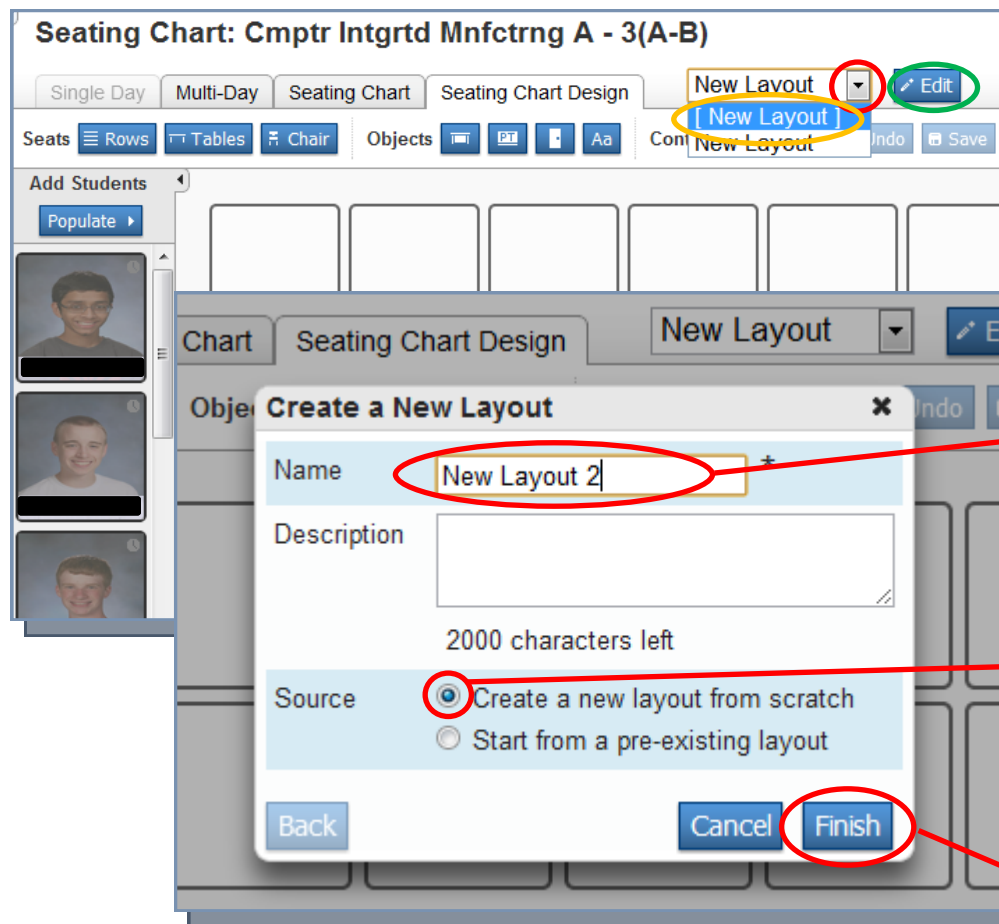 Seating Chart: Cmptr Intgrtd Mnfctrng A - 3(A-B)
Single Day Multi-Day Seating Chart Seating Chart Design New Layout Edit
[ New Layout ]
New Layout
Seats Rows Tables Chair Objects PT Aa Cont ndo Save
Add Students
Populate
Chart Seating Chart Design New Layout E
Objec Undo
Create a New Layout
Name New Layout 2 *
Description
2000 characters left
Source Create a new layout from scratch
Start from a pre-existing layout
Back Cancel Finish